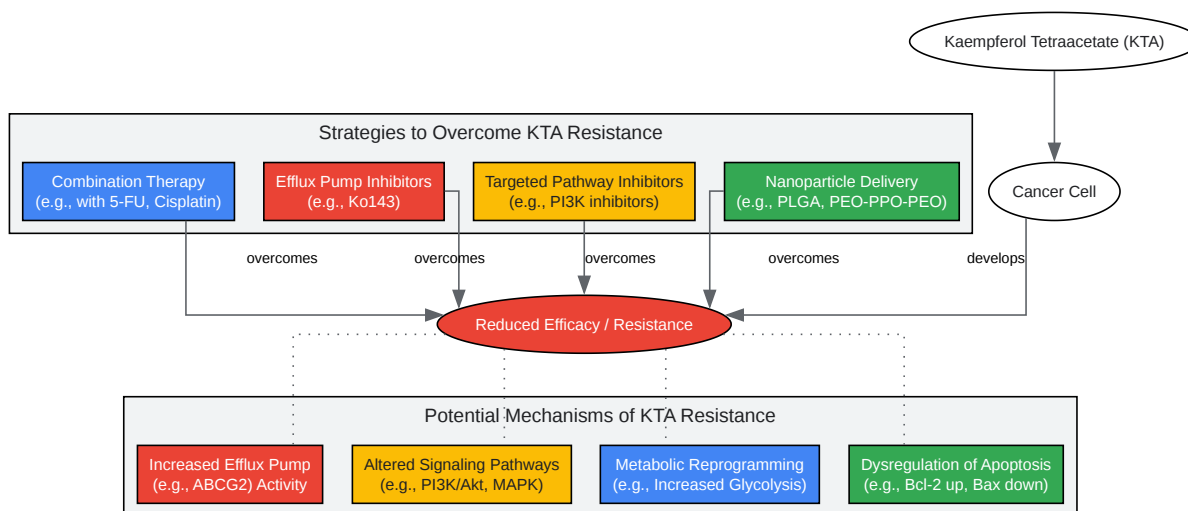 Kaempferol Tetraacetate (KTA)
Strategies to Overcome KTA Resistance
Combination Therapy
(e.g., with 5-FU, Cisplatin)
Efflux Pump Inhibitors
(e.g., Ko143)
Targeted Pathway Inhibitors
(e.g., PI3K inhibitors)
Nanoparticle Delivery
(e.g., PLGA, PEO-PPO-PEO)
Cancer Cell
overcomes
overcomes
overcomes
overcomes
develops
Reduced Efficacy / Resistance
Potential Mechanisms of KTA Resistance
Increased Efflux Pump
(e.g., ABCG2) Activity
Altered Signaling Pathways
(e.g., PI3K/Akt, MAPK)
Metabolic Reprogramming
(e.g., Increased Glycolysis)
Dysregulation of Apoptosis
(e.g., Bcl-2 up, Bax down)